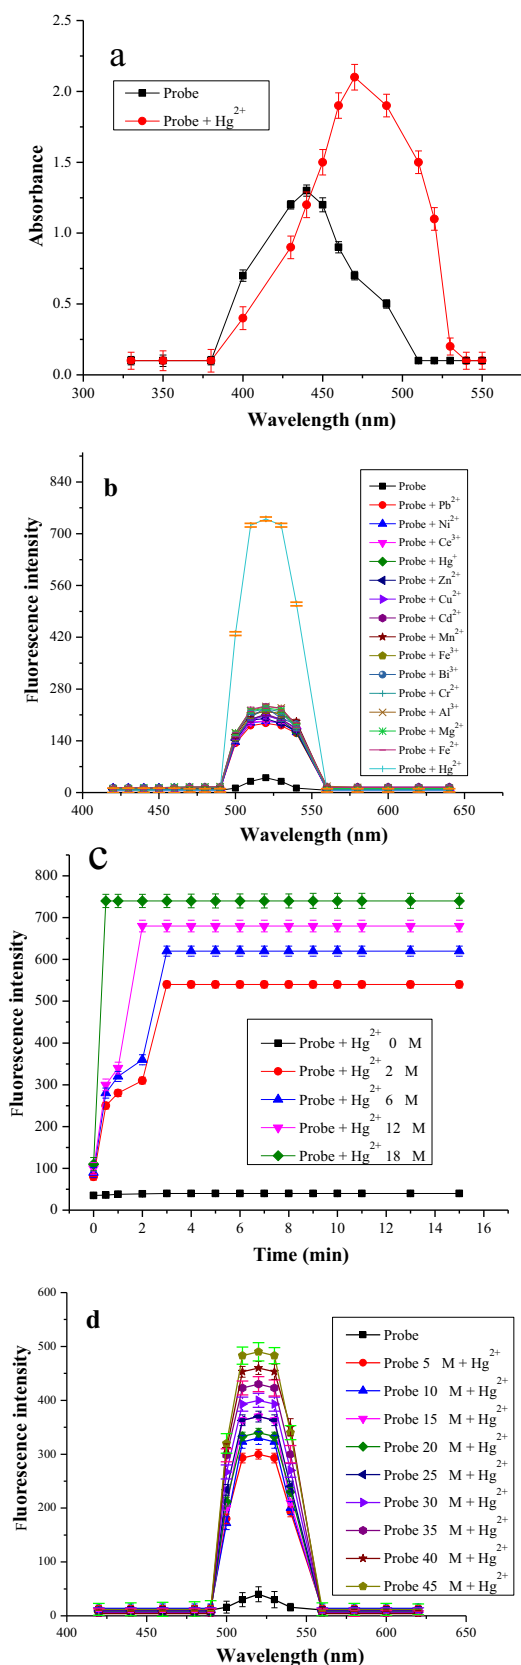 a
Probe
Probe + Hg2+
Absorbance
2.5
2.0
1.5
1.0
0.5
0.0
300 350 400 450 500 550
Wavelength (nm)
b
Fluorescence intensity
840
700
560
420
280
140
0
Probe
Probe + Pb2+
Probe + Ni2+
Probe + Ce3+
Probe + Hg+
Probe + Zn2+
Probe + Cu2+
Probe + Cd2+
Probe + Mn2+
Probe + Fe3+
Probe + Bi3+
Probe + Cr2+
Probe + Al3+
Probe + Mg2+
Probe + Fe2+
Probe + Hg2+
400 450 500 550 600 650
Wavelength (nm)
c
Fluorescence intensity
800
700
600
500
400
300
200
100
0
Probe + Hg2+ 0 M
Probe + Hg2+ 2 M
Probe + Hg2+ 6 M
Probe + Hg2+ 12 M
Probe + Hg2+ 18 M
0 2 4 6 8 10 12 14 16
Time (min)
d
Fluorescence intensity
600
500
400
300
200
100
0
Probe
Probe 5 M + Hg2+
Probe 10 M + Hg2+
Probe 15 M + Hg2+
Probe 20 M + Hg2+
Probe 25 M + Hg2+
Probe 30 M + Hg2+
Probe 35 M + Hg2+
Probe 40 M + Hg2+
Probe 45 M + Hg2+
400 450 500 550 600 650
Wavelength (nm)